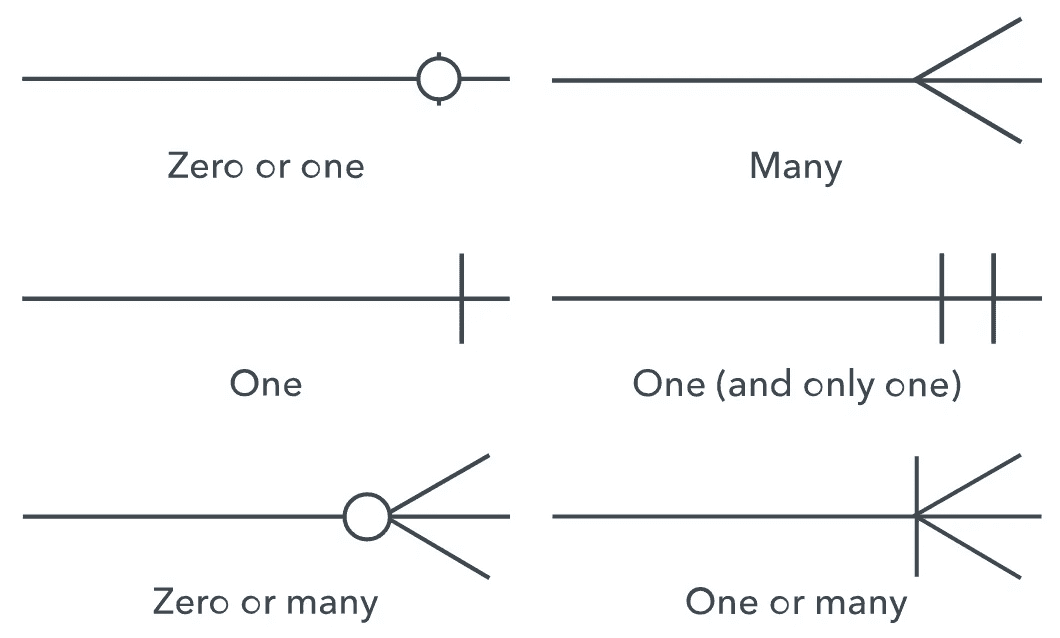 Zero or one
Many
One
One (and only one)
Zero or many
One or many